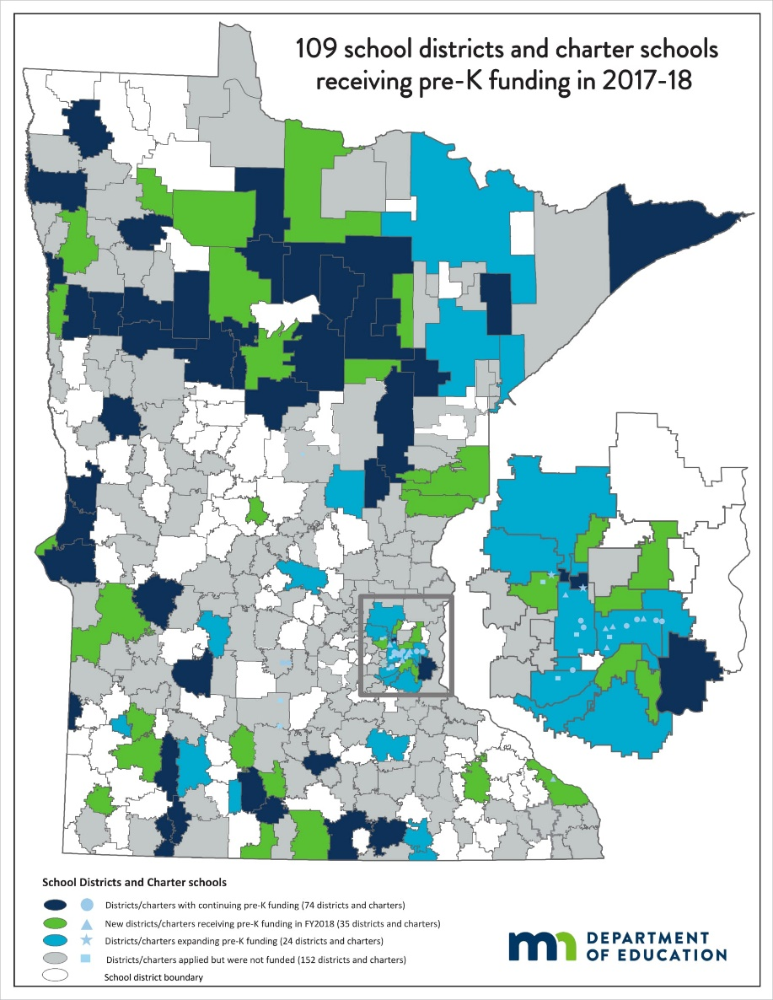 109 school districts and charter schools
receiving pre-K funding in 2017-18
School Districts and Charter schools
Districts/charters with continuing pre-K funding (74 districts and charters)
New districts/charters receiving pre-K funding in FY2018 (35 districts and charters)
Districts/charters expanding pre-K funding (24 districts and charters)
Districts/charters applied but were not funded (152 districts and charters)
School district boundary
mn DEPARTMENT
OF EDUCATION